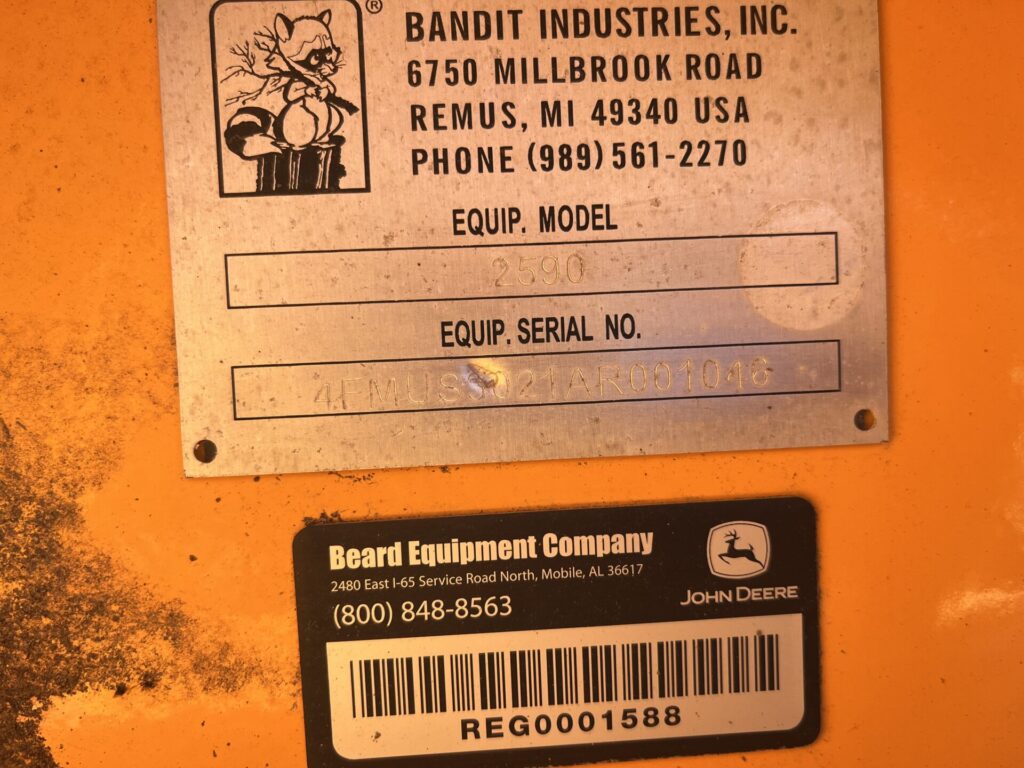 ®
BANDIT INDUSTRIES, INC.
6750 MILLBROOK ROAD
REMUS, MI 49340 USA
PHONE (989) 561-2270
EQUIP. MODEL
2590
EQUIP. SERIAL NO.
Beard Equipment Company
2480 East I-65 Service Road North, Mobile, AL 36617
(800) 848-8563
JOHN DEERE
REG0001588